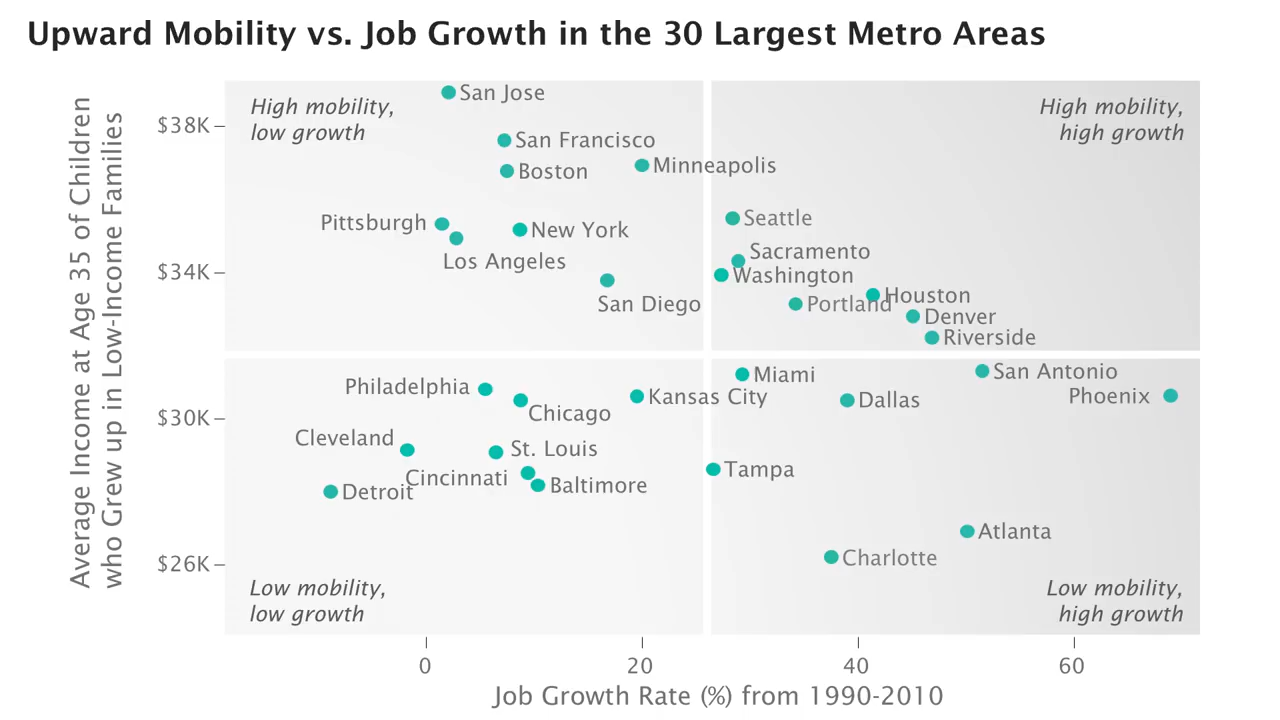 Upward Mobility vs. Job Growth in the 30 Largest Metro Areas
Average Income at Age 35 of Children
who Grew up in Low-Income Families
$38K
$34K
$30K
$26K
High mobility,
low growth
High mobility,
high growth
San Jose
San Francisco
Boston
Minneapolis
Pittsburgh
New York
Los Angeles
San Diego
Seattle
Sacramento
Washington
Portland
Houston
Denver
Riverside
Philadelphia
Chicago
Kansas City
Cleveland
St. Louis
Cincinnati
Baltimore
Detroit
Miami
Dallas
San Antonio
Phoenix
Tampa
Atlanta
Charlotte
Low mobility,
low growth
Low mobility,
high growth
0
20
40
60
Job Growth Rate (%) from 1990-2010